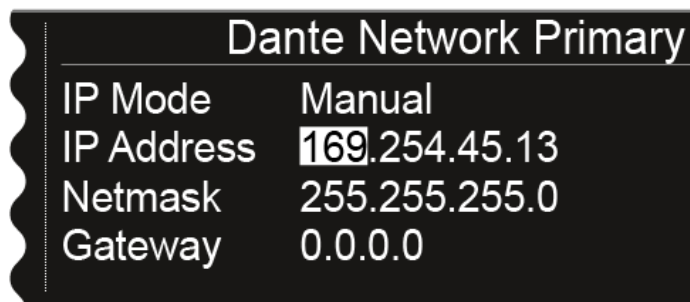 Dante Network Primary
IP Mode Manual
IP Address 169.254.45.13
Netmask 255.255.255.0
Gateway 0.0.0.0